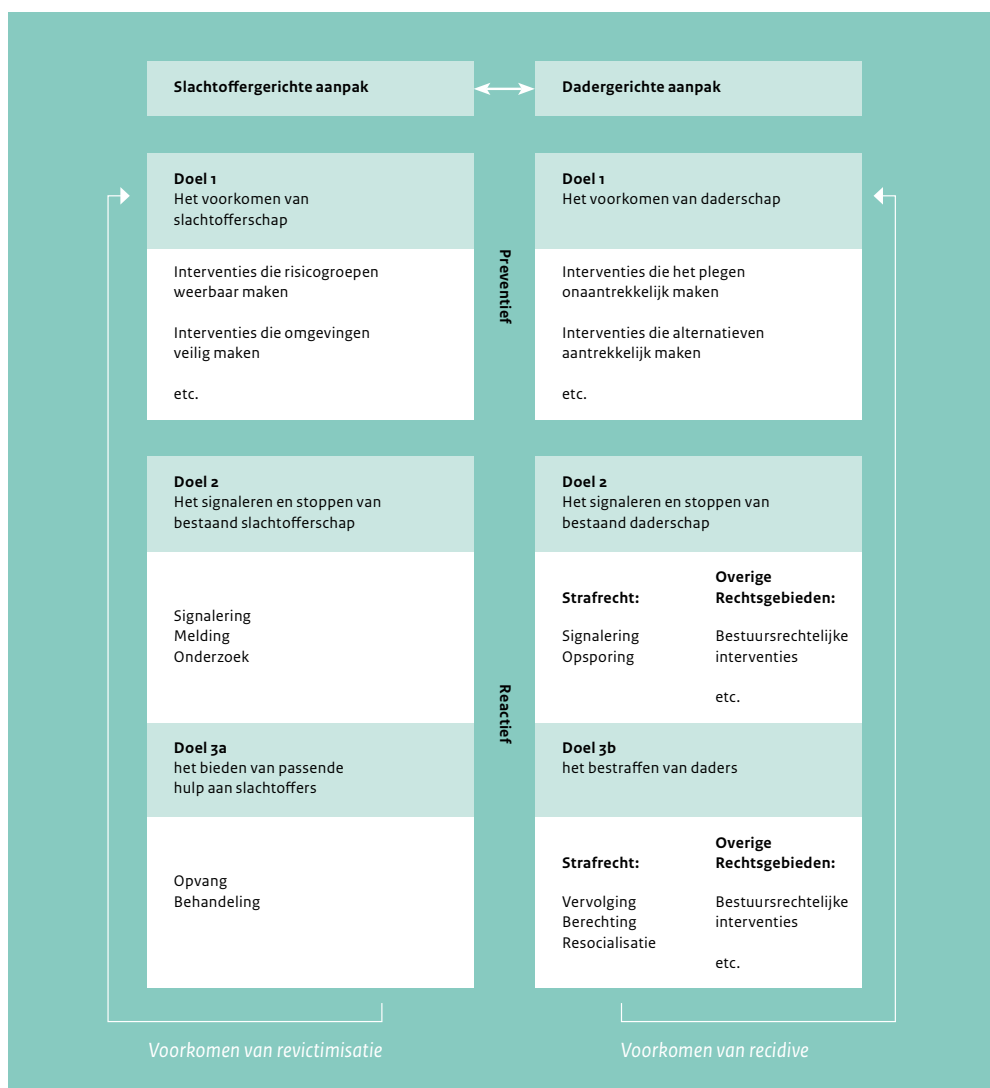 Slachtoffergerichte aanpak
Dadergerichte aanpak
Doel 1
Het voorkomen van
slachtofferschap
Interventies die risicogroepen
weerbaar maken
Interventies die omgevingen
veilig maken
etc.
Preventief
Doel 1
Het voorkomen van daderschap
Interventies die het plegen
onaantrekkelijk maken
Interventies die alternatieven
aantrekkelijk maken
etc.
Doel 2
Het signaleren en stoppen van
bestaand slachtofferschap
Signalering
Melding
Onderzoek
Doel 2
Het signaleren en stoppen van
bestaand daderschap
Strafrecht:
Signalering
Opsporing
Overige
Rechtsgebieden:
Bestuursrechtelijke
interventies
etc.
Reactief
Doel 3a
het bieden van passende
hulp aan slachtoffers
Opvang
Behandeling
Doel 3b
het bestraffen van daders
Strafrecht:
Vervolging
Berechting
Resocialisatie
Overige
Rechtsgebieden:
Bestuursrechtelijke
interventies
etc.
Voorkomen van revictimisatie
Voorkomen van recidive